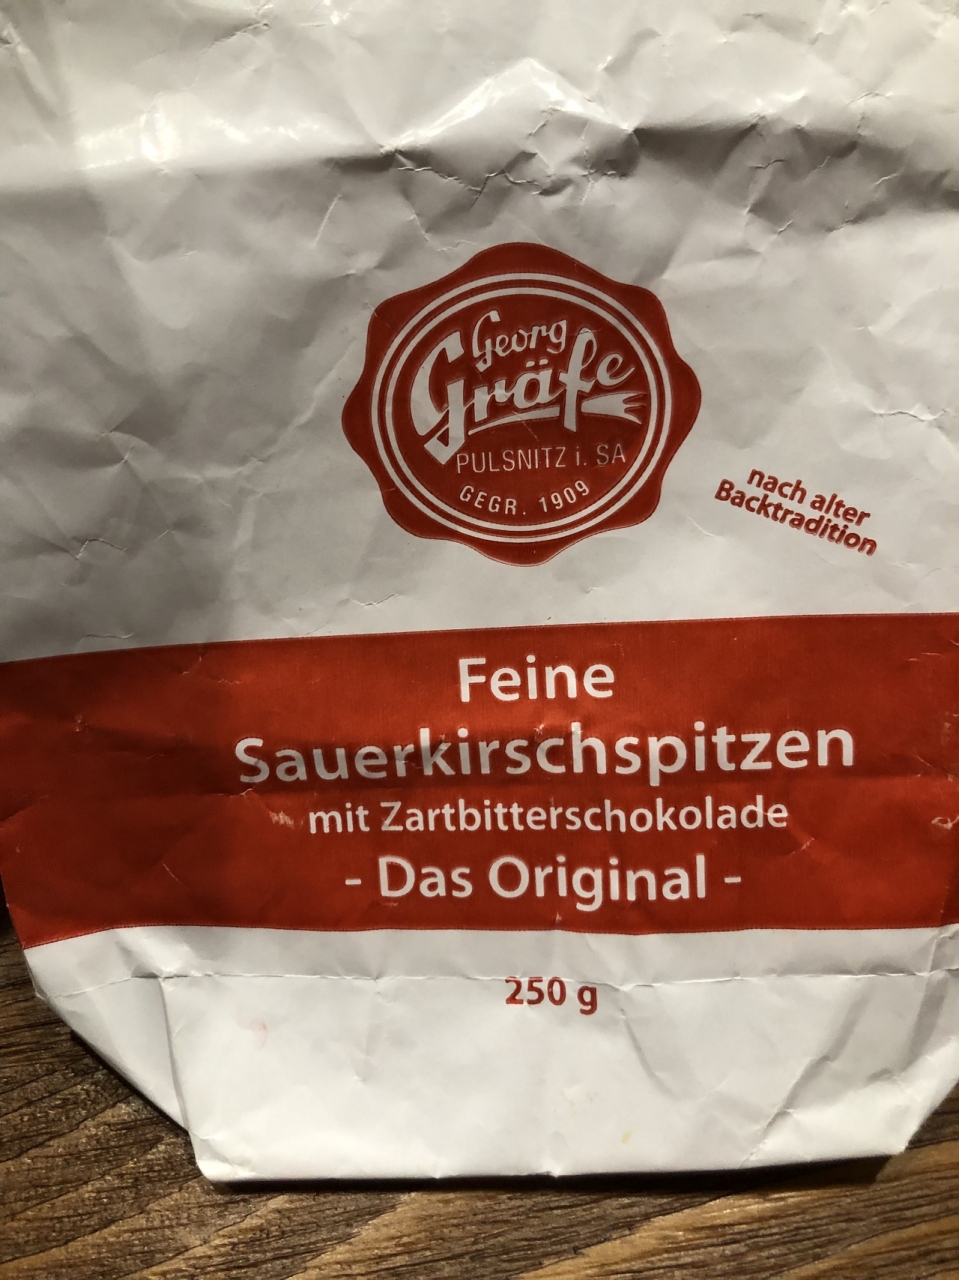 Georg
Gräfe
PULSNITZ i. SA
GEGR. 1909
nach alter
Backtradition
Feine
Sauerkirschspitzen
mit Zartbitterschokolade
- Das Original -
250 g